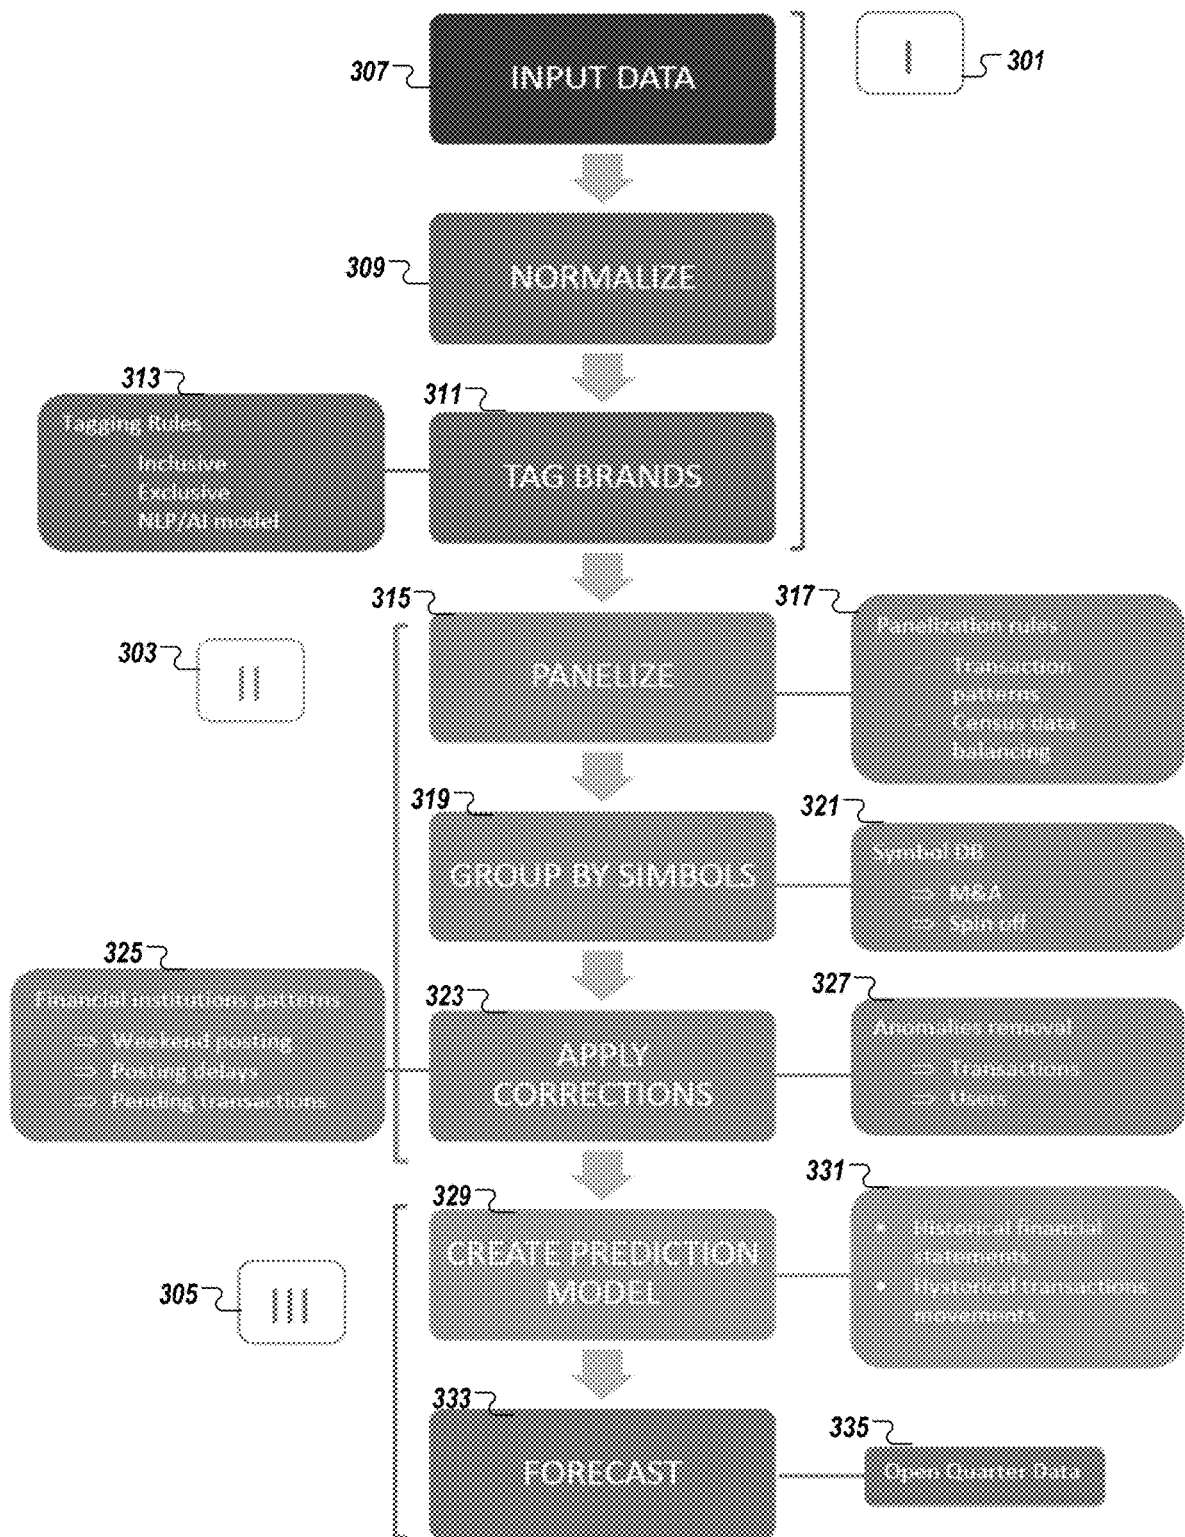 307
INPUT DATA
I
301
309
NORMALIZE
313
Tagging Rules
- Inclusive
- Exclusive
- NLP/AI model
311
TAG BRANDS
315
PANELIZE
317
Panelization rules
- Transaction
patterns
- Census data
balancing
303
II
319
GROUP BY SIMBOLS
321
Symbol DB
⇒ M&A
⇒ Spin off
325
Financial institutions patterns
⇒ Weekend posting
⇒ Posting delays
⇒ Pending transactions
323
APPLY
CORRECTIONS
327
Anomalies removal
⇒ Transactions
⇒ Users
329
CREATE PREDICTION
MODEL
331
• Historical financial
statements
• Historical transactions
305
III
333
FORECAST
335
Open Quarter Data